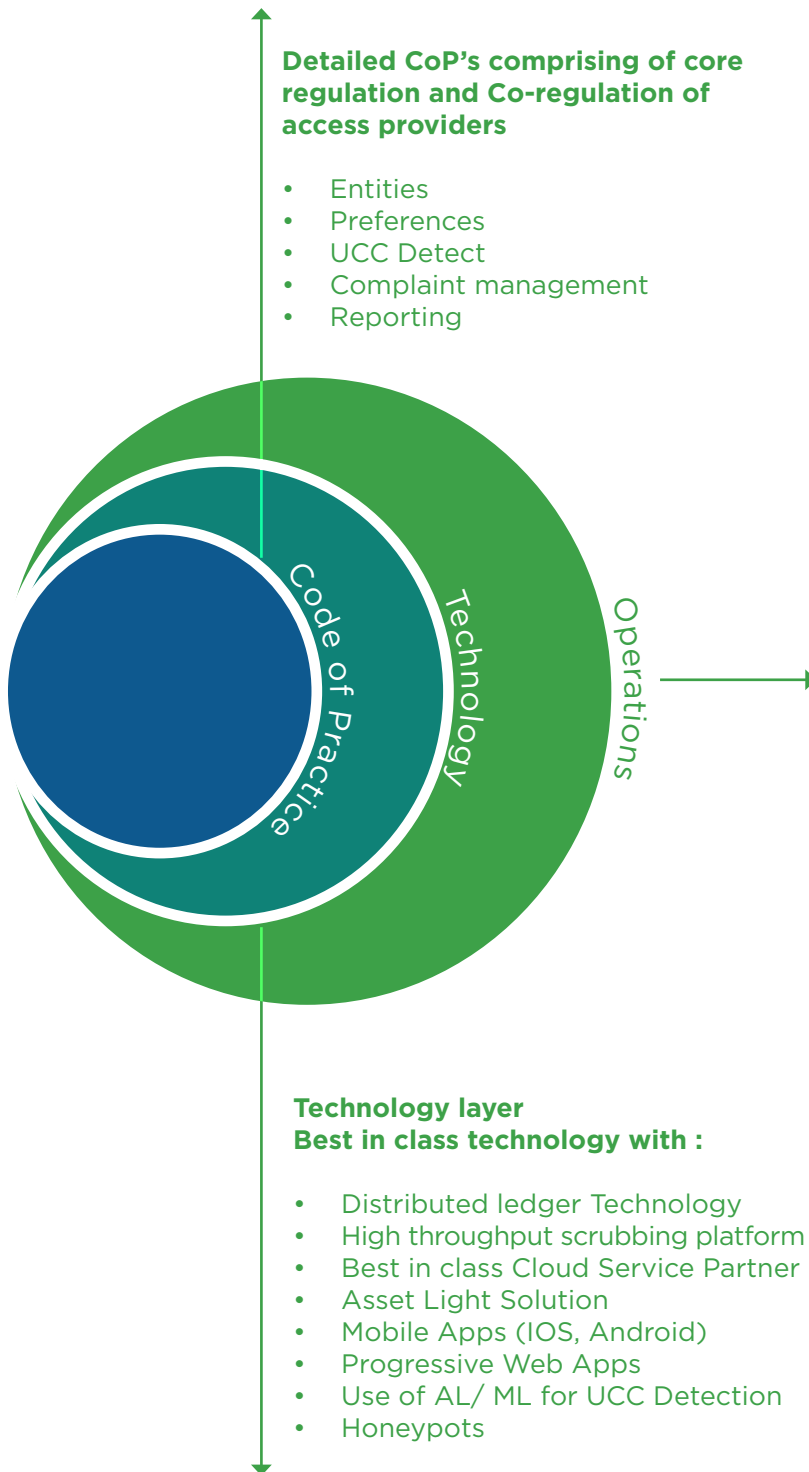 Detailed CoP's comprising of core
regulation and Co-regulation of
access providers
• Entities
• Preferences
• UCC Detect
• Complaint management
• Reporting
Code of Practice
Technology
Operations
Technology layer
Best in class technology with :
• Distributed ledger Technology
• High throughput scrubbing platform
• Best in class Cloud Service Partner
• Asset Light Solution
• Mobile Apps (IOS, Android)
• Progressive Web Apps
• Use of AL/ ML for UCC Detection
• Honeypots